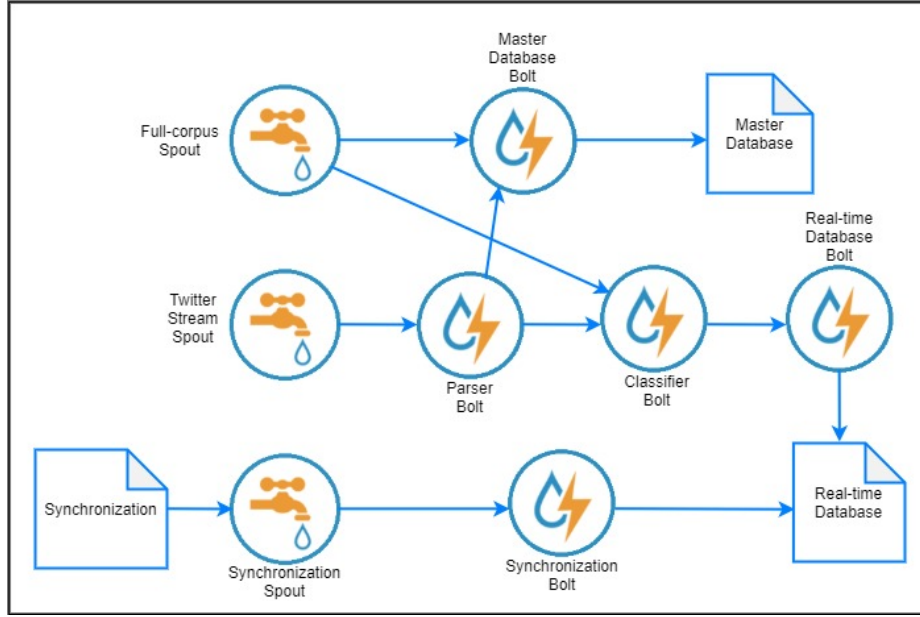 Master
Database
Bolt
Full-corpus
Spout
Master
Database
Real-time
Database
Bolt
Twitter
Stream
Spout
Parser
Bolt
Classifier
Bolt
Synchronization
Synchronization
Spout
Synchronization
Bolt
Real-time
Database